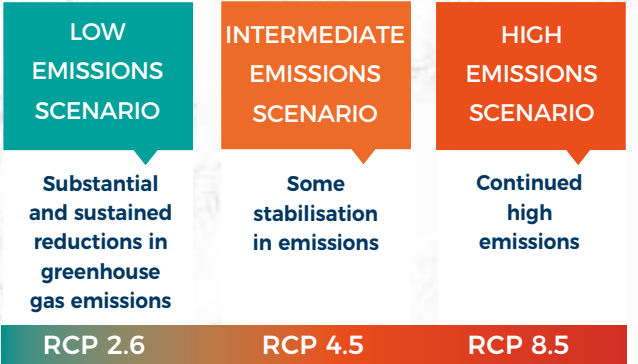 LOW
EMISSIONS
SCENARIO
Substantial
and sustained
reductions in
greenhouse
gas emissions
RCP 2.6
INTERMEDIATE
EMISSIONS
SCENARIO
Some
stabilisation
in emissions
RCP 4.5
HIGH
EMISSIONS
SCENARIO
Continued
high
emissions
RCP 8.5